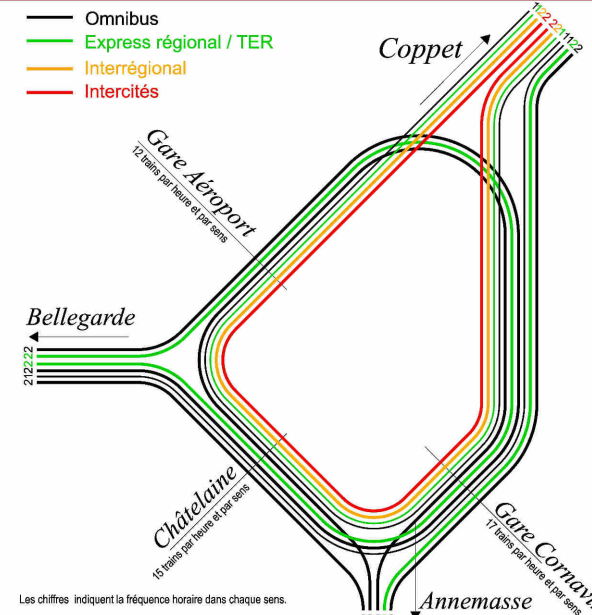 Omnibus
Express régional / TER
Interrégional
Intercités
Coppet
Gare Aéroport
12 trains par heure et par sens
Bellegarde
Châtelaine
15 trains par heure et par sens
17 trains par heure et par sens
Annemasse
Les chiffres indiquent la fréquence horaire dans chaque sens.